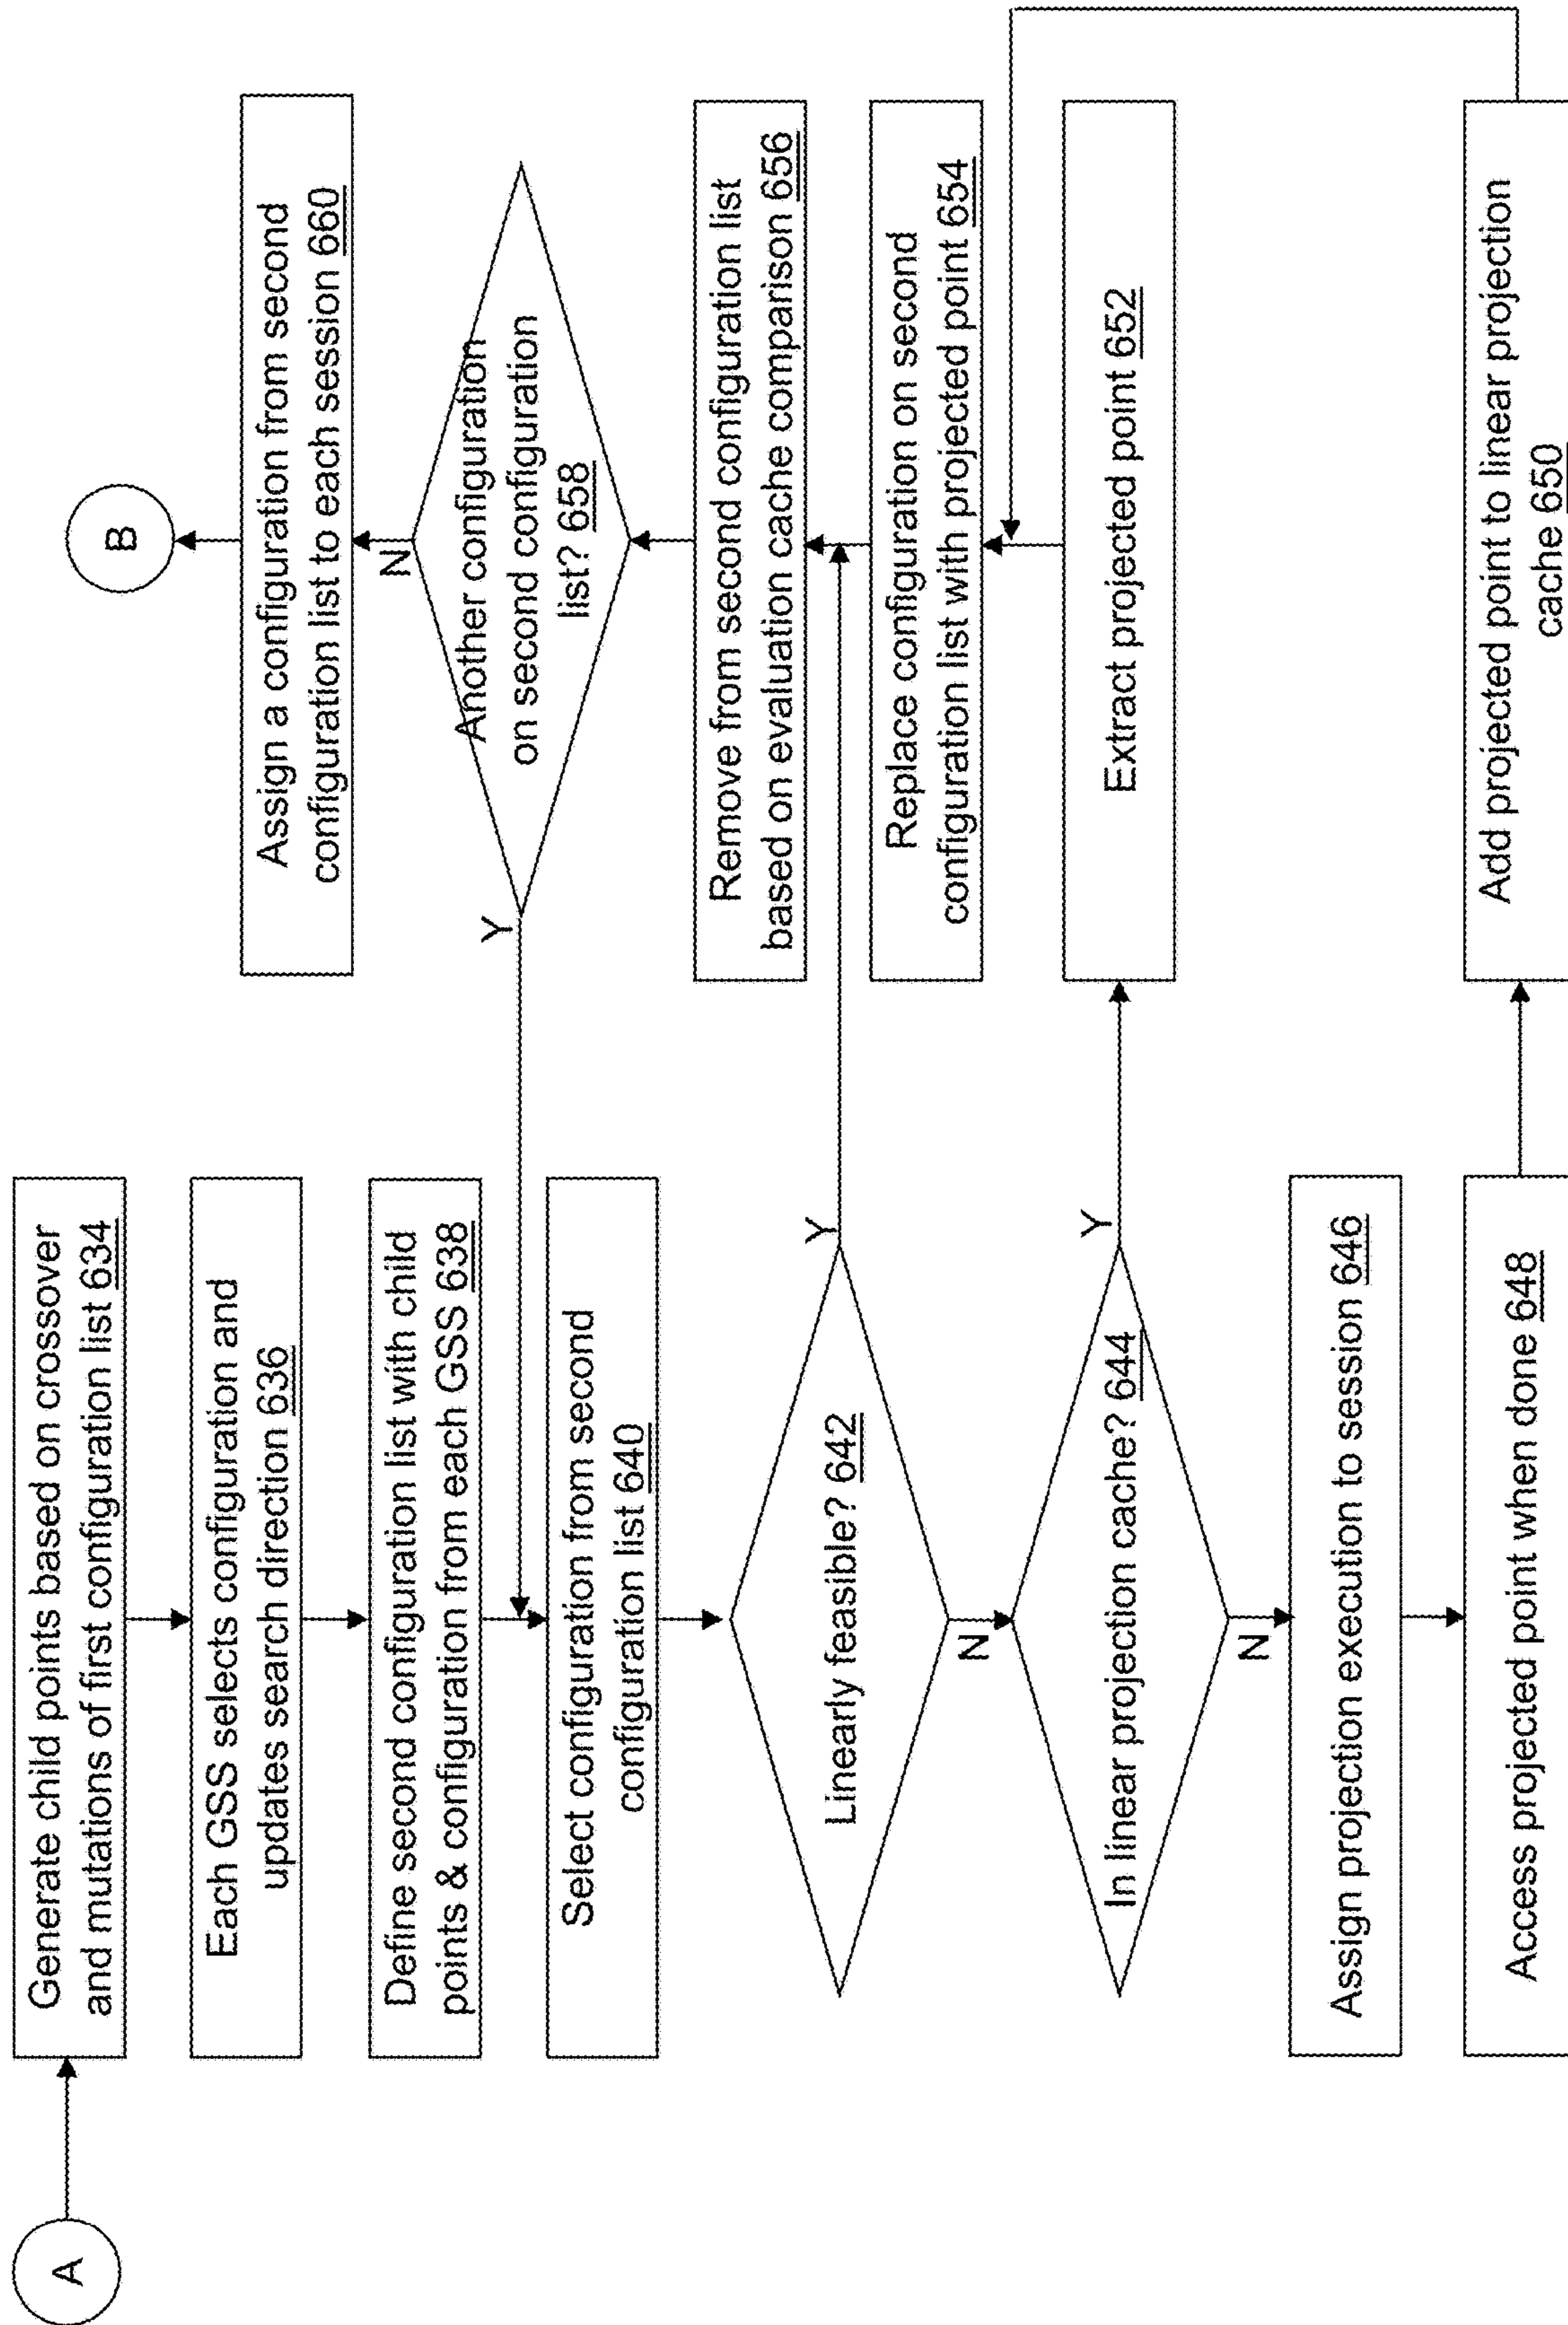 A
Generate child points based on crossover
and mutations of first configuration list 634
Each GSS selects configuration and
updates search direction 636
Define second configuration list with child
points & configuration from each GSS 638
Select configuration from second
configuration list 640
Linearly feasible? 642
Y
N
In linear projection cache? 644
Y
N
Assign projection execution to session 646
Access projected point when done 648
Add projected point to linear projection
cache 650
Extract projected point 652
Replace configuration on second
configuration list with projected point 654
Remove from second configuration list
based on evaluation cache comparison 656
Another configuration
on second configuration
list? 658
Y
N
Assign a configuration from second
configuration list to each session 660
B